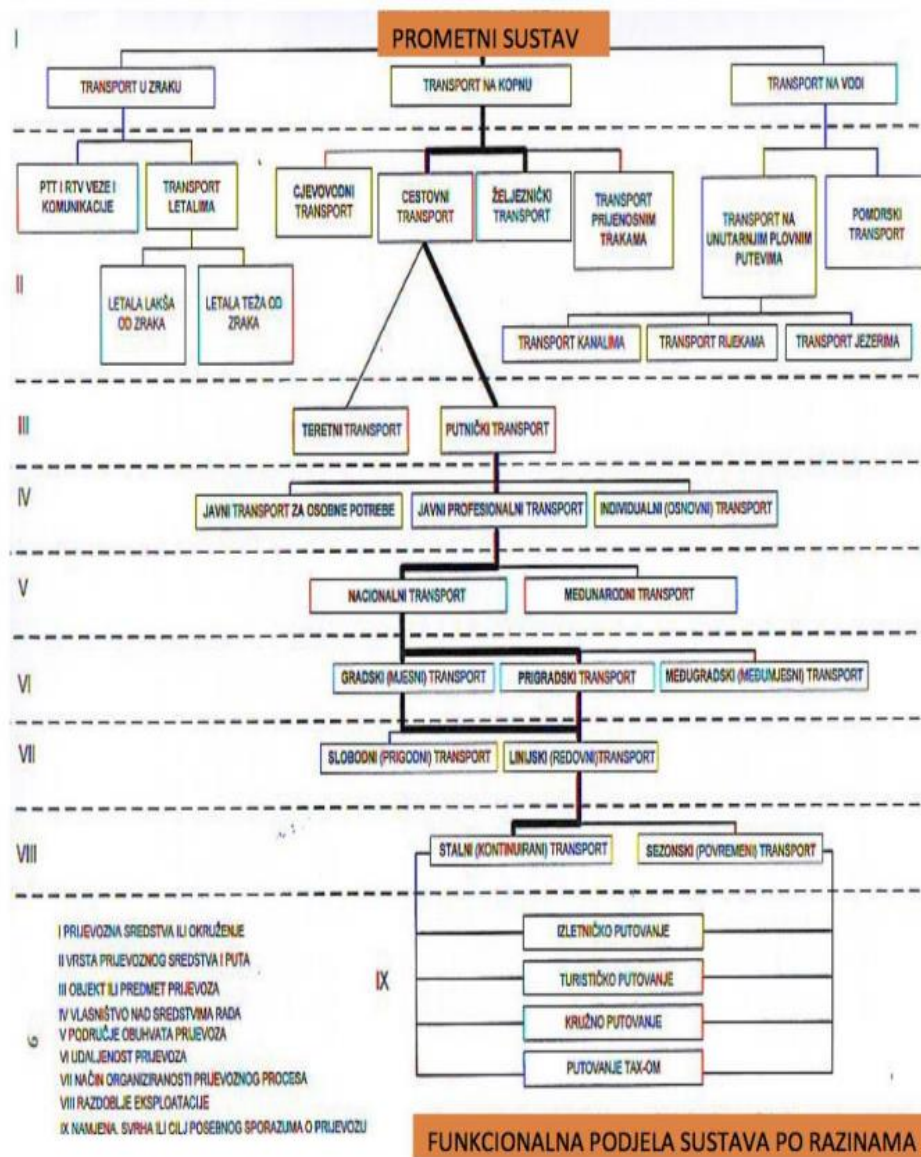 I
PROMETNI SUSTAV
TRANSPORT U ZRAKU
TRANSPORT NA KOPNU
TRANSPORT NA VODI
II
PTT I RTV VEZE I
KOMUNIKACIJE
TRANSPORT
LETALIMA
CJEVOVODNI
TRANSPORT
CESTOVNI
TRANSPORT
ŽELJEZNIČKI
TRANSPORT
TRANSPORT
PRIJENOSNIM
TRAKAMA
TRANSPORT NA
UNUTARNJIM PLOVNIM
PUTEVIMA
POMORSKI
TRANSPORT
LETALA LAKŠA
OD ZRAKA
LETALA TEŽA OD
ZRAKA
TRANSPORT KANALIMA
TRANSPORT RIJEKAMA
TRANSPORT JEZERIMA
III
TERETNI TRANSPORT
PUTNIČKI TRANSPORT
IV
JAVNI TRANSPORT ZA OSOBNE POTREBE
JAVNI PROFESIONALNI TRANSPORT
INDIVIDUALNI (OSNOVNI) TRANSPORT
V
NACIONALNI TRANSPORT
MEĐUNARODNI TRANSPORT
VI
GRADSKI (MJESNI) TRANSPORT
PRIGRADSKI TRANSPORT
MEĐUGRADSKI (MEĐUMJESNI) TRANSPORT
VII
SLOBODNI (PRIGODNI) TRANSPORT
LINIJSKI (REDOVNI)TRANSPORT
VIII
STALNI (KONTINUIRANI) TRANSPORT
SEZONSKI (POVREMENI) TRANSPORT
IX
IZLETNIČKO PUTOVANJE
TURISTIČKO PUTOVANJE
KRUŽNO PUTOVANJE
PUTOVANJE TAX-OM
I PRIJEVOZNA SREDSTVA ILI OKRUŽENJE
II VRSTA PRIJEVOZNOG SREDSTVA I PUTA
III OBJEKT ILI PREDMET PRIJEVOZA
IV VLASNIŠTVO NAD SREDSTVIMA RADA
V PODRUČJE OBUHVATA PRIJEVOZA
VI UDALJENOST PRIJEVOZA
VII NAČIN ORGANIZIRANOSTI PRIJEVOZNOG PROCESA
VIII RAZDOBLJE EKSPLOATACIJE
IX NAMJENA, SVRHA ILI CILJ POSEBNOG SPORAZUMA O PRIJEVOZU
FUNKCIONALNA PODJELA SUSTAVA PO RAZINAMA